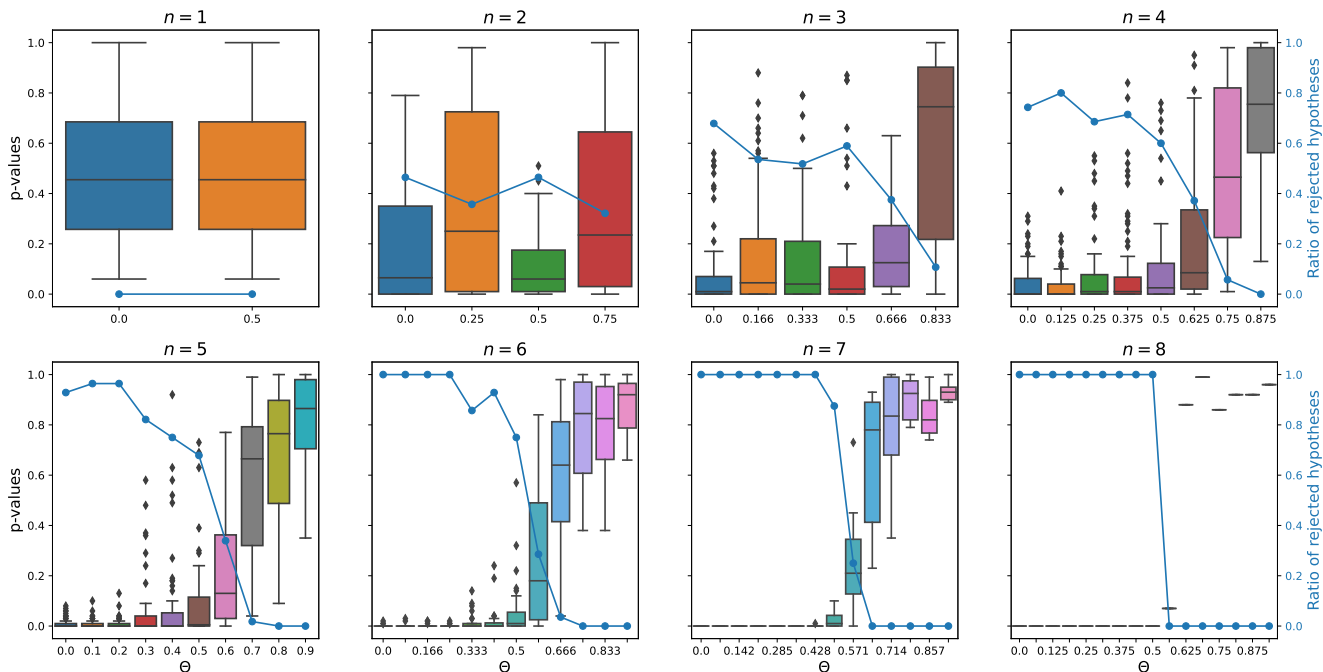 n = 1
n = 2
n = 3
n = 4
p-values
1.0
0.8
0.6
0.4
0.2
0.0
0.0 0.5
0.0 0.25 0.5 0.75
0.0 0.166 0.333 0.5 0.666 0.833
0.0 0.125 0.25 0.375 0.5 0.625 0.75 0.875
1.0
0.8
0.6
0.4
0.2
0.0
Ratio of rejected hypotheses
n = 5
n = 6
n = 7
n = 8
p-values
1.0
0.8
0.6
0.4
0.2
0.0
0.0 0.1 0.2 0.3 0.4 0.5 0.6 0.7 0.8 0.9
Θ
0.0 0.166 0.333 0.5 0.666 0.833
Θ
0.0 0.142 0.285 0.428 0.571 0.714 0.857
Θ
0.0 0.125 0.25 0.375 0.5 0.625 0.75 0.875
Θ
1.0
0.8
0.6
0.4
0.2
0.0
Ratio of rejected hypotheses